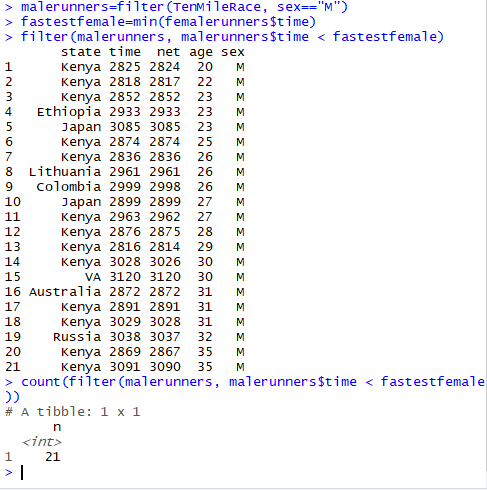 > malerunners=filter(TenMileRace, sex=="M")
> fastestfemale=min(femalerunners$time)
> filter(malerunners, malerunners$time < fastestfemale)
       state time  net age sex
1      Kenya 2825 2824  20   M
2      Kenya 2818 2817  22   M
3      Kenya 2852 2852  23   M
4   Ethiopia 2933 2933  23   M
5      Japan 3085 3085  23   M
6      Kenya 2874 2874  25   M
7      Kenya 2836 2836  26   M
8  Lithuania 2961 2961  26   M
9   Colombia 2999 2998  26   M
10     Japan 2899 2899  27   M
11     Kenya 2963 2962  27   M
12     Kenya 2876 2875  28   M
13     Kenya 2816 2814  29   M
14     Kenya 3028 3026  30   M
15        VA 3120 3120  30   M
16 Australia 2872 2872  31   M
17     Kenya 2891 2891  31   M
18     Kenya 3029 3028  31   M
19    Russia 3038 3037  32   M
20     Kenya 2869 2867  35   M
21     Kenya 3091 3090  35   M
> count(filter(malerunners, malerunners$time < fastestfemale
))
# A tibble: 1 x 1
      n
  <int>
1    21
>